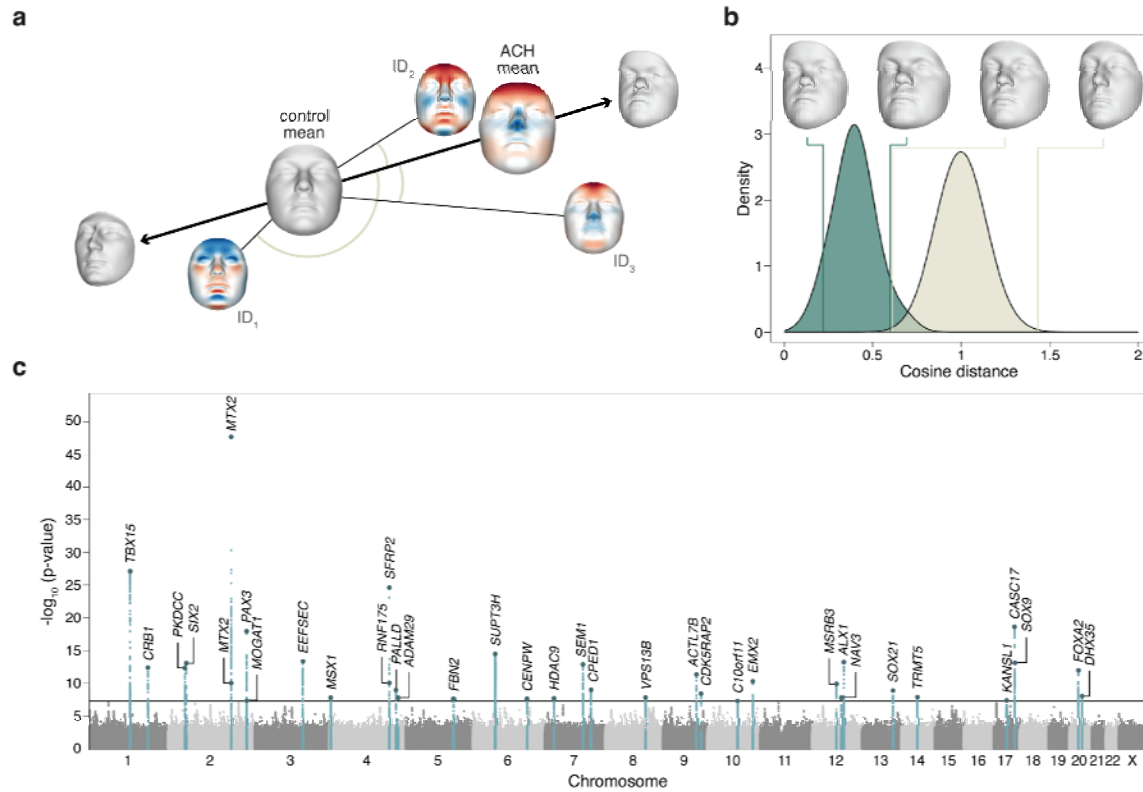 a
ID2
ACH
mean
control
mean
ID3
ID1
b
4
3
2
1
0
Density
0
0.5
1
1.5
2
Cosine distance
c
50
45
40
35
30
25
20
15
10
5
0
-log10 (p-value)
TBX15
CRB1
PKDCC
SIX2
MTX2
MTX2
PAX3
MOGAT1
EEFSEC
MSX1
RNF175
SFRP2
PALLD
ADAM29
FBN2
SUPT3H
CENPW
HDAC9
SEM1
CPED1
VPS13B
ACTL7B
CDK5RAP2
C10orf11
EMX2
MSRB3
ALX1
NAV3
SOX21
TRMT5
KANSL1
CASC17
SOX9
FOXA2
DHX35
1 2 3 4 5 6 7 8 9 10 11 12 13 14 15 16 17 18 19 20 21 22 X
Chromosome